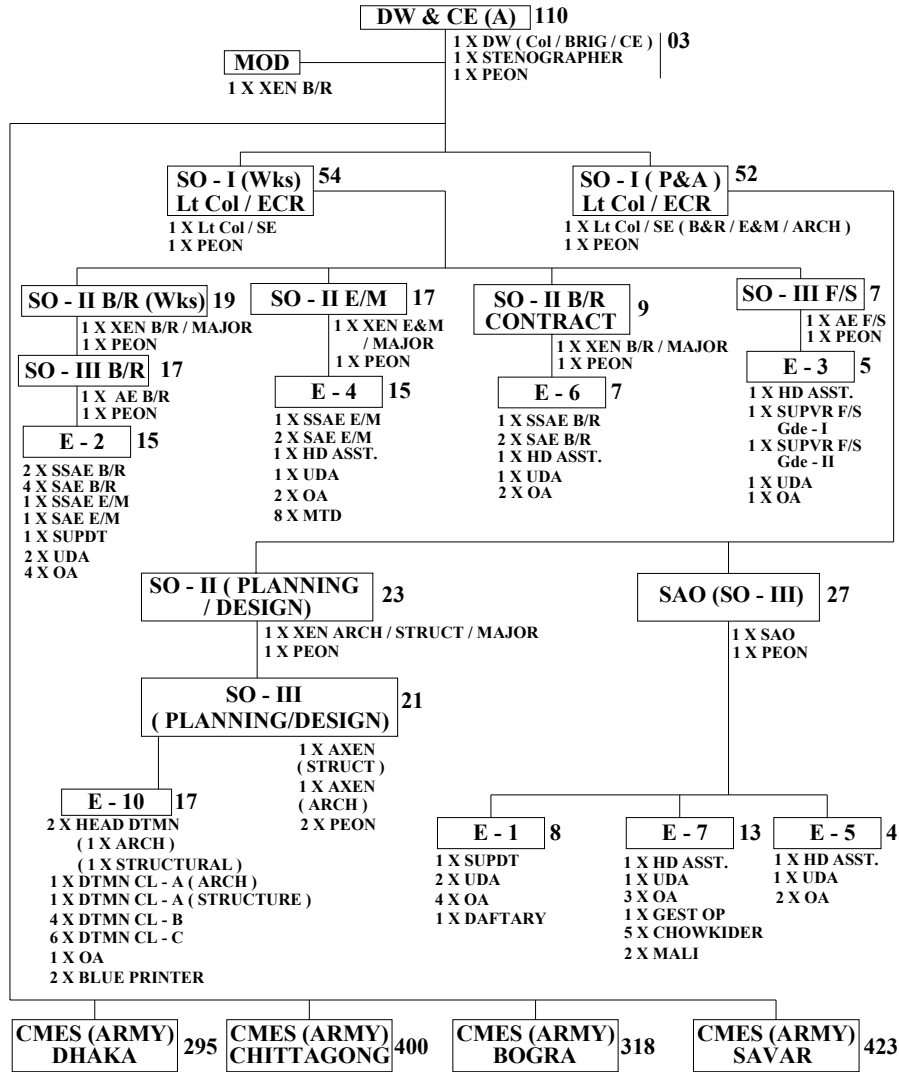 DW & CE (A) 110
1 X DW ( Col / BRIG / CE )
1 X STENOGRAPHER
1 X PEON
03
MOD
1 X XEN B/R
SO - I (Wks)
Lt Col / ECR
54
1 X Lt Col / SE
1 X PEON
SO - I ( P&A )
Lt Col / ECR
52
1 X Lt Col / SE ( B&R / E&M / ARCH )
1 X PEON
SO - II B/R (Wks) 19
1 X XEN B/R / MAJOR
1 X PEON
SO - III B/R 17
1 X AE B/R
1 X PEON
E - 2 15
2 X SSAE B/R
4 X SAE B/R
1 X SSAE E/M
1 X SAE E/M
1 X SUPDT
2 X UDA
4 X OA
SO - II E/M 17
1 X XEN E&M
/ MAJOR
1 X PEON
E - 4 15
1 X SSAE E/M
2 X SAE E/M
1 X HD ASST.
1 X UDA
2 X OA
8 X MTD
SO - II B/R
CONTRACT
9
1 X XEN B/R / MAJOR
1 X PEON
E - 6 7
1 X SSAE B/R
2 X SAE B/R
1 X HD ASST.
1 X UDA
2 X OA
SO - III F/S 7
1 X AE F/S
1 X PEON
E - 3 5
1 X HD ASST.
1 X SUPVR F/S
Gde - I
1 X SUPVR F/S
Gde - II
1 X UDA
1 X OA
SO - II ( PLANNING
/ DESIGN)
23
1 X XEN ARCH / STRUCT / MAJOR
1 X PEON
SO - III
( PLANNING/DESIGN)
21
1 X AXEN
( STRUCT )
1 X AXEN
( ARCH )
2 X PEON
E - 10 17
2 X HEAD DTMN
( 1 X ARCH )
( 1 X STRUCTURAL )
1 X DTMN CL - A ( ARCH )
1 X DTMN CL - A ( STRUCTURE )
4 X DTMN CL - B
6 X DTMN CL - C
1 X OA
2 X BLUE PRINTER
SAO (SO - III) 27
1 X SAO
1 X PEON
E - 1 8
1 X SUPDT
2 X UDA
4 X OA
1 X DAFTARY
E - 7 13
1 X HD ASST.
1 X UDA
3 X OA
1 X GEST OP
5 X CHOWKIDER
2 X MALI
E - 5 4
1 X HD ASST.
1 X UDA
2 X OA
CMES (ARMY)
DHAKA
295
CMES (ARMY)
CHITTAGONG
400
CMES (ARMY)
BOGRA
318
CMES (ARMY)
SAVAR
423